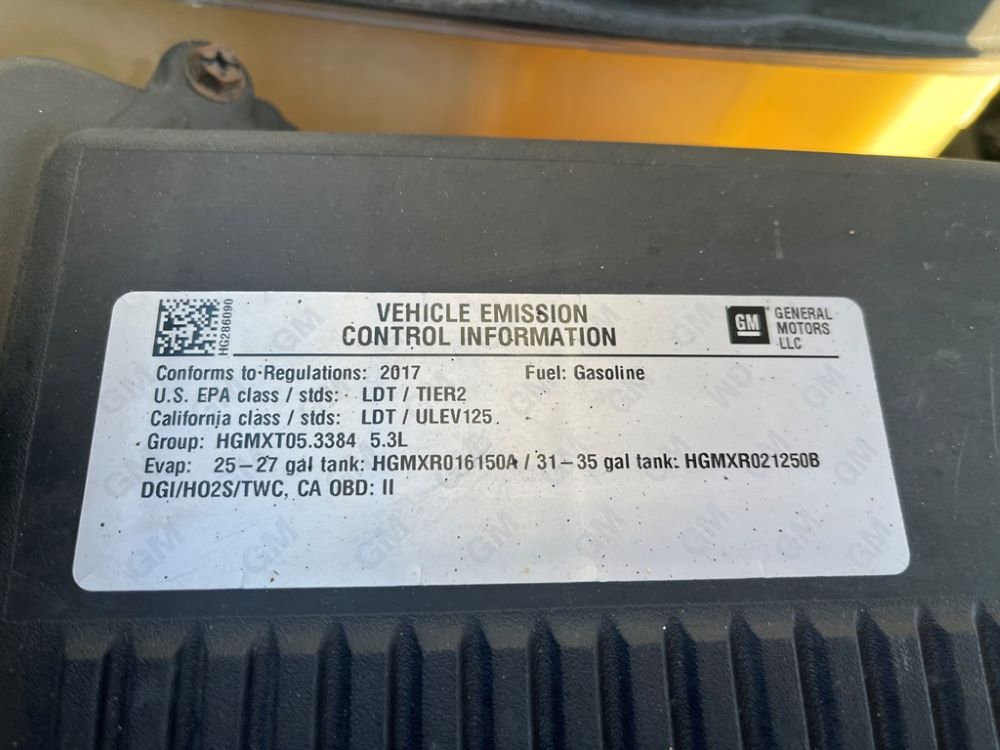 VEHICLE EMISSION
CONTROL INFORMATION
HG286090
GM
GENERAL
MOTORS
LLC
Conforms to Regulations: 2017 Fuel: Gasoline
U.S. EPA class / stds: LDT / TIER2
California class / stds: LDT / ULEV125
Group: HGMXT05.3384 5.3L
Evap: 25-27 gal tank: HGMXR016150A / 31-35 gal tank: HGMXR021250B
DGI/HO2S/TWC, CA OBD: II